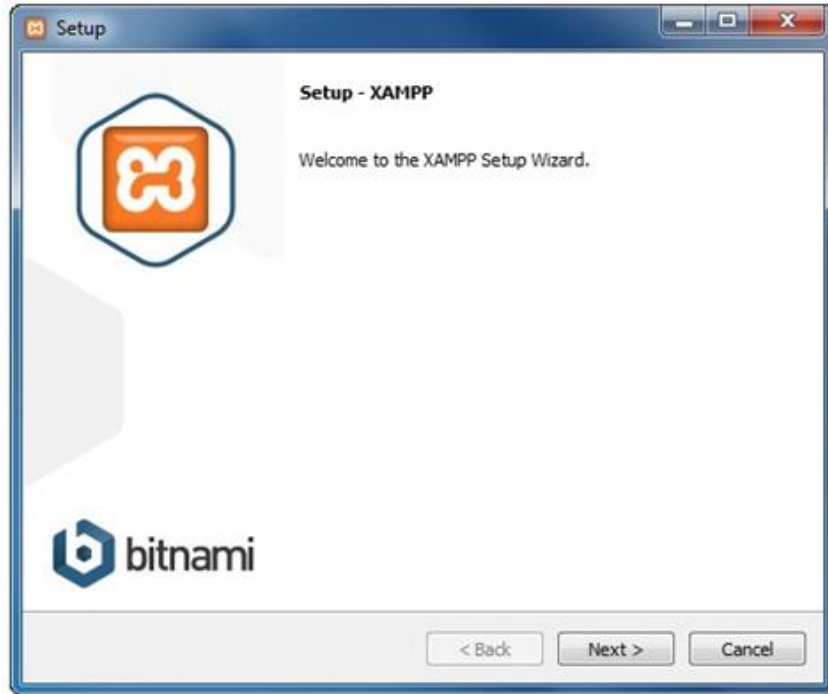 Setup
Setup - XAMPP
Welcome to the XAMPP Setup Wizard.
bitnami
< Back
Next >
Cancel